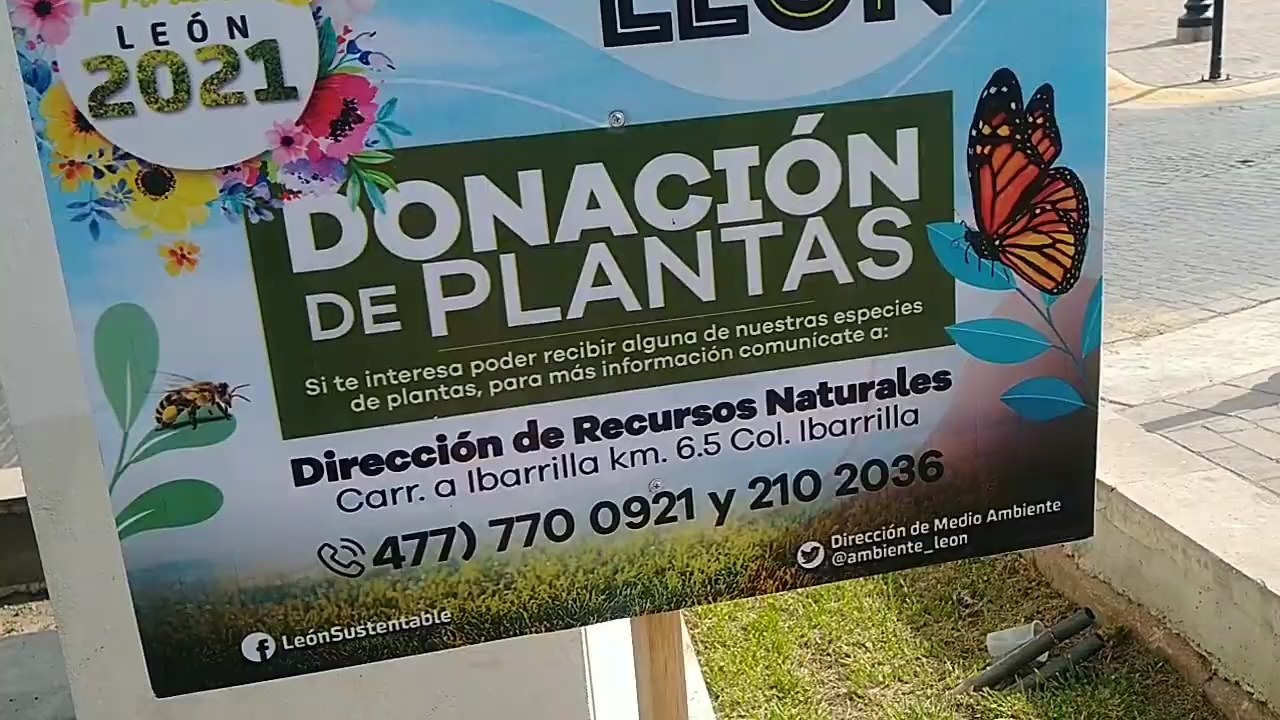 LEÓN
2021
LEÓN
DONACIÓN
DE PLANTAS
Si te interesa poder recibir alguna de nuestras especies
de plantas, para más información comunícate a:
Dirección de Recursos Naturales
Carr. a Ibarrilla km. 6.5 Col. Ibarrilla
477) 770 0921 y 210 2036
Dirección de Medio Ambiente
@ambiente_leon
LeónSustentable